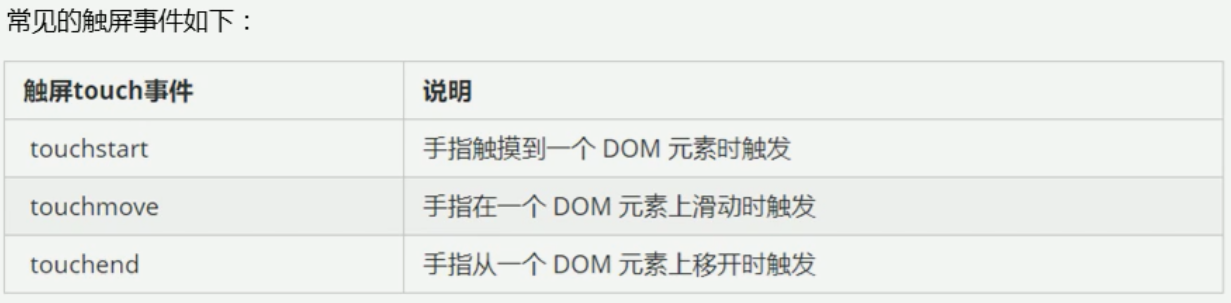 常见的触屏事件如下：
触屏touch事件 说明
touchstart 手指触摸到一个 DOM 元素时触发
touchmove 手指在一个 DOM 元素上滑动时触发
touchend 手指从一个 DOM 元素上移开时触发